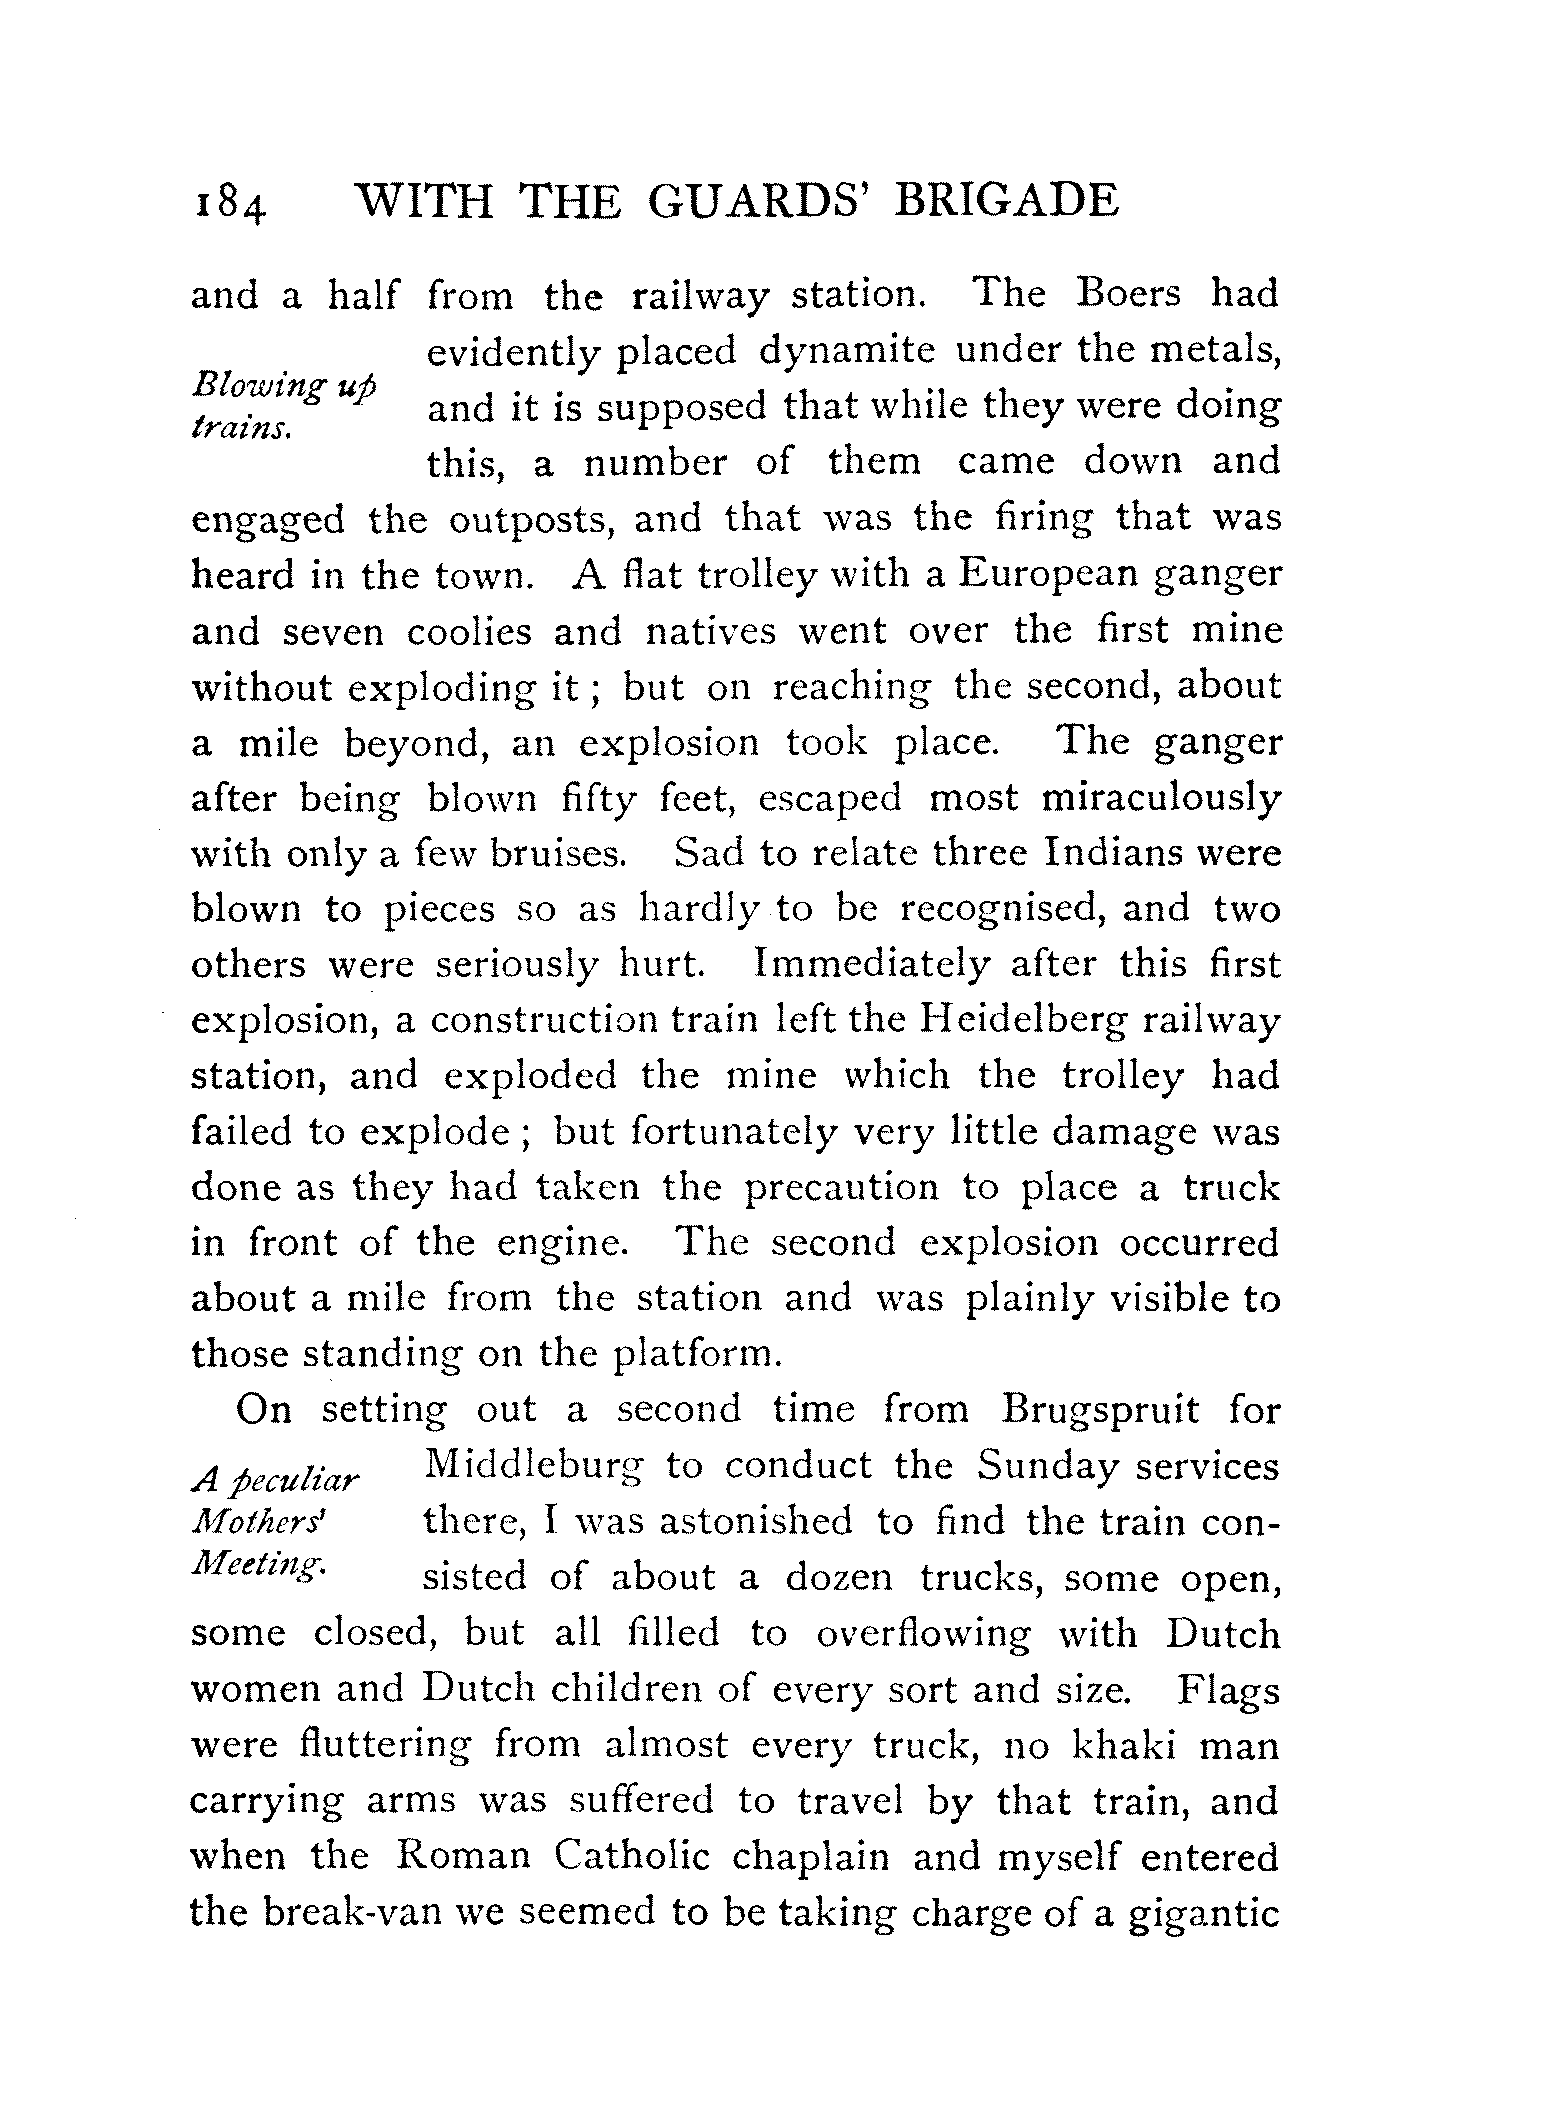 184 WITH THE GUARDS' BRIGADE
and a half from the railway station. The Boers had
evidently placed dynamite under the metals,
Blowing up
trains.
and it is supposed that while they were doing
this, a number of them came down and
engaged the outposts, and that was the firing that was
heard in the town. A flat trolley with a European ganger
and seven coolies and natives went over the first mine
without exploding it ; but on reaching the second, about
a mile beyond, an explosion took place. The ganger
after being blown fifty feet, escaped most miraculously
with only a few bruises. Sad to relate three Indians were
blown to pieces so as hardly to be recognised, and two
others were seriously hurt. Immediately after this first
explosion, a construction train left the Heidelberg railway
station, and exploded the mine which the trolley had
failed to explode ; but fortunately very little damage was
done as they had taken the precaution to place a truck
in front of the engine. The second explosion occurred
about a mile from the station and was plainly visible to
those standing on the platform.
On setting out a second time from Brugspruit for
A peculiar
Mothers'
Meeting.
Middleburg to conduct the Sunday services
there, I was astonished to find the train con-
sisted of about a dozen trucks, some open,
some closed, but all filled to overflowing with Dutch
women and Dutch children of every sort and size. Flags
were fluttering from almost every truck, no khaki man
carrying arms was suffered to travel by that train, and
when the Roman Catholic chaplain and myself entered
the break-van we seemed to be taking charge of a gigantic